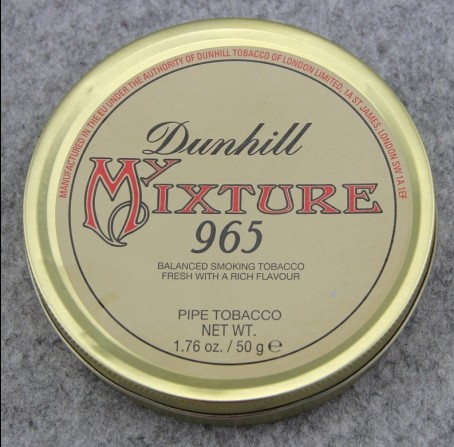 MANUFACTURED IN THE EU UNDER THE AUTHORITY OF DUNHILL TOBACCO OF LONDON LIMITED, 1A ST JAMES, LONDON SW 1A 1EF
Dunhill
MY MIXTURE
965
BALANCED SMOKING TOBACCO
FRESH WITH A RICH FLAVOUR
PIPE TOBACCO
NET WT.
1.76 oz. / 50 g e